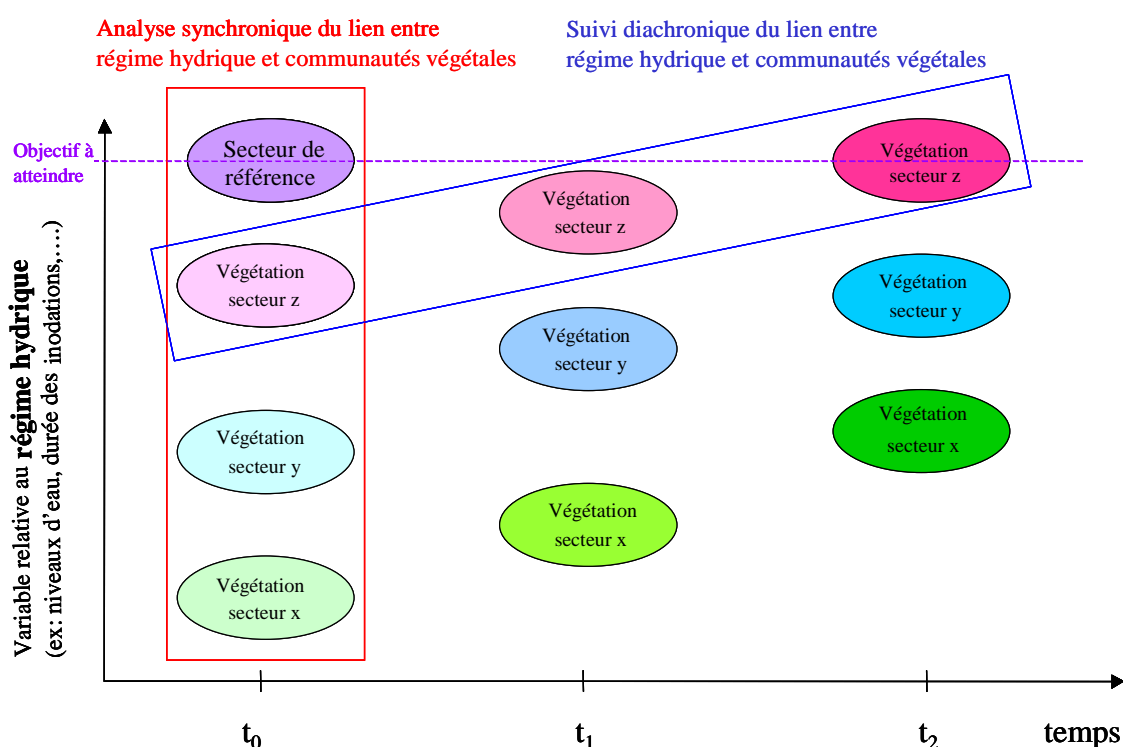 Analyse synchronique du lien entre
régime hydrique et communautés végétales
Suivi diachronique du lien entre
régime hydrique et communautés végétales
Objectif à
atteindre
Variable relative au régime hydrique
(ex: niveaux d'eau, durée des inodations,….)
Secteur de
référence
Végétation
secteur z
Végétation
secteur y
Végétation
secteur x
Végétation
secteur z
Végétation
secteur y
Végétation
secteur x
Végétation
secteur z
Végétation
secteur y
Végétation
secteur x
t0
t1
t2
temps